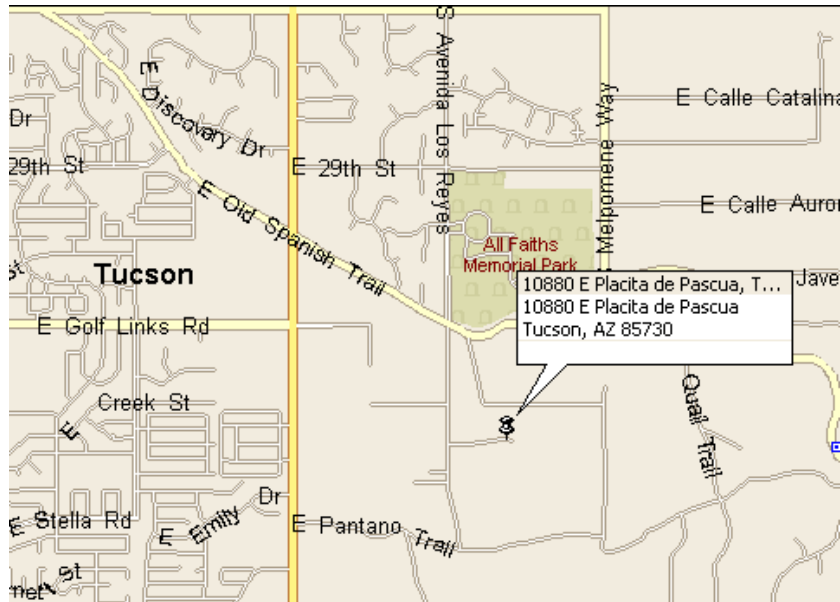 E Discovery Dr
Dr
29th St
E 29th St
S Avenida Los Reyes
Melpomene Way
E Calle Catalina
E Calle Auror
E Old Spanish Trail
All Faiths
Memorial Park
Tucson
St
10880 E Placita de Pascua, T...
10880 E Placita de Pascua
Tucson, AZ 85730
Jave
E Golf Links Rd
Creek St
E
Quail Trail
E Stella Rd
E Emily Dr
E Pantano Trail
St